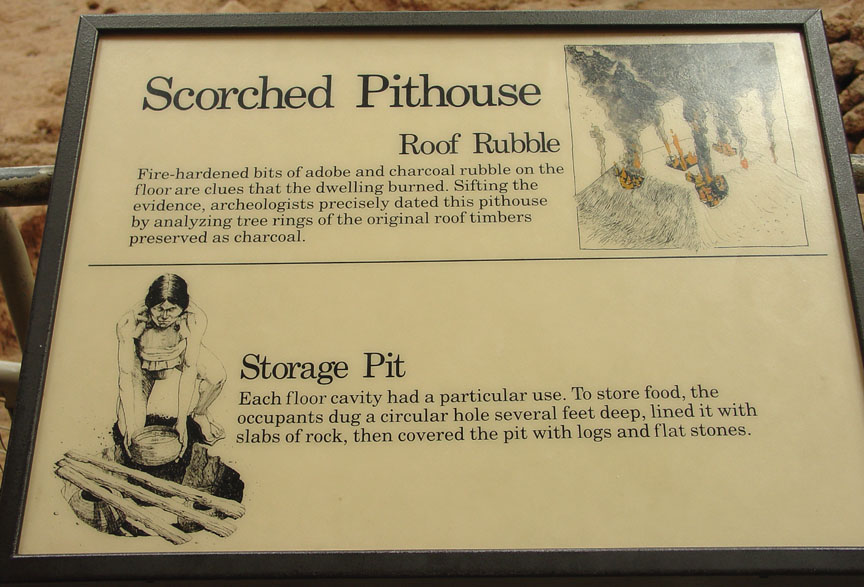 Scorched Pithouse
Roof Rubble
Fire-hardened bits of adobe and charcoal rubble on the
floor are clues that the dwelling burned. Sifting the
evidence, archeologists precisely dated this pithouse
by analyzing tree rings of the original roof timbers
preserved as charcoal.
Storage Pit
Each floor cavity had a particular use. To store food, the
occupants dug a circular hole several feet deep, lined it with
slabs of rock, then covered the pit with logs and flat stones.